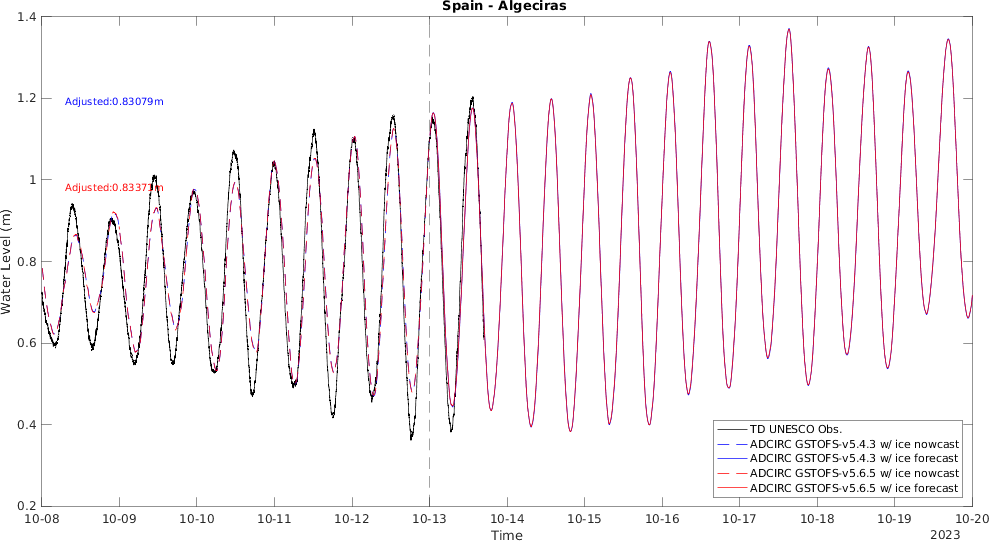 Spain - Algeciras
1.4
1.2
1
0.8
0.6
0.4
0.2
Water Level (m)
Adjusted:0.83079m
Adjusted:0.83371m
TD UNESCO Obs.
ADCIRC GSTOFS-v5.4.3 w/ ice nowcast
ADCIRC GSTOFS-v5.4.3 w/ ice forecast
ADCIRC GSTOFS-v5.6.5 w/ ice nowcast
ADCIRC GSTOFS-v5.6.5 w/ ice forecast
10-08 10-09 10-10 10-11 10-12 10-13 10-14 10-15 10-16 10-17 10-18 10-19 10-20
Time
2023